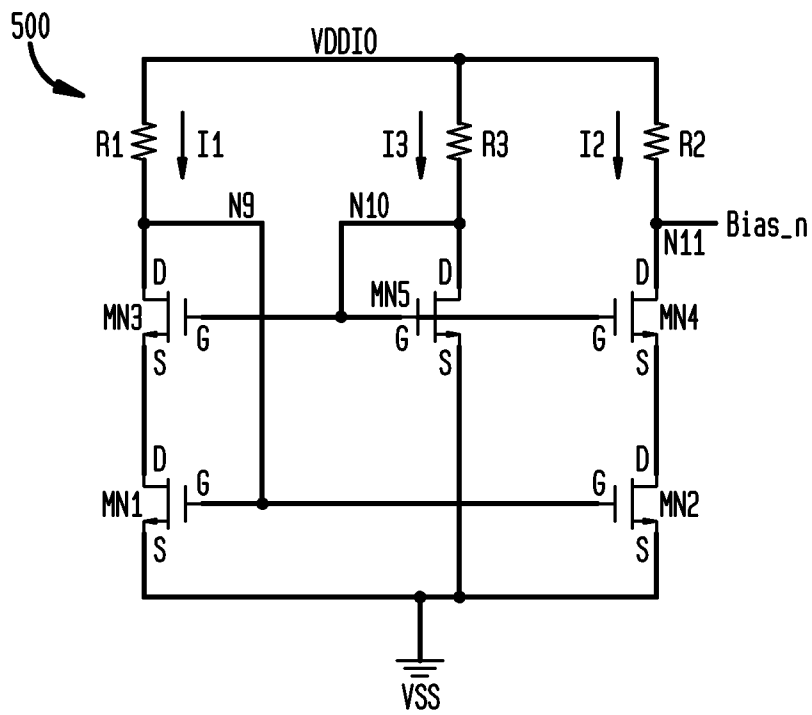 500
VDDIO
R1 I1 I3 R3 I2 R2
N9 N10 N11 Bias_n
D MN5 D D
MN3 G G G MN4
S S S
D D
MN1 G G MN2
S S
VSS